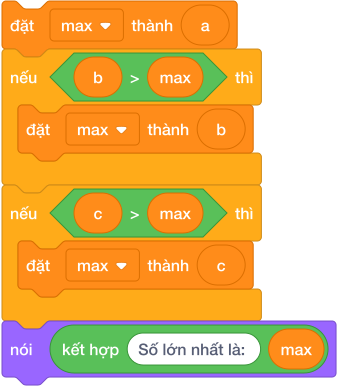 đặt max thành a
nếu b > max thì
đặt max thành b
nếu c > max thì
đặt max thành c
nói kết hợp Số lớn nhất là: max